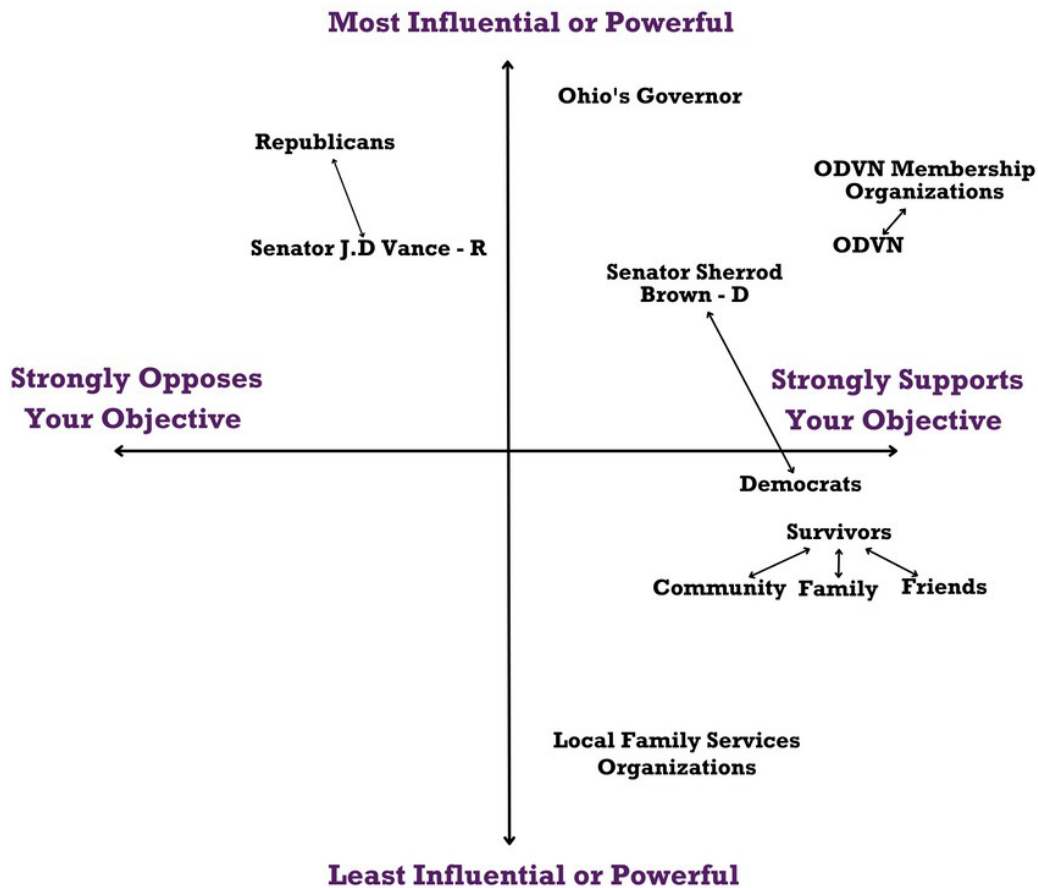 Most Influential or Powerful
Ohio's Governor
Republicans
ODVN Membership
Organizations
Senator J.D Vance - R
ODVN
Senator Sherrod
Brown - D
Strongly Opposes
Your Objective
Strongly Supports
Your Objective
Democrats
Survivors
Community
Family
Friends
Local Family Services
Organizations
Least Influential or Powerful